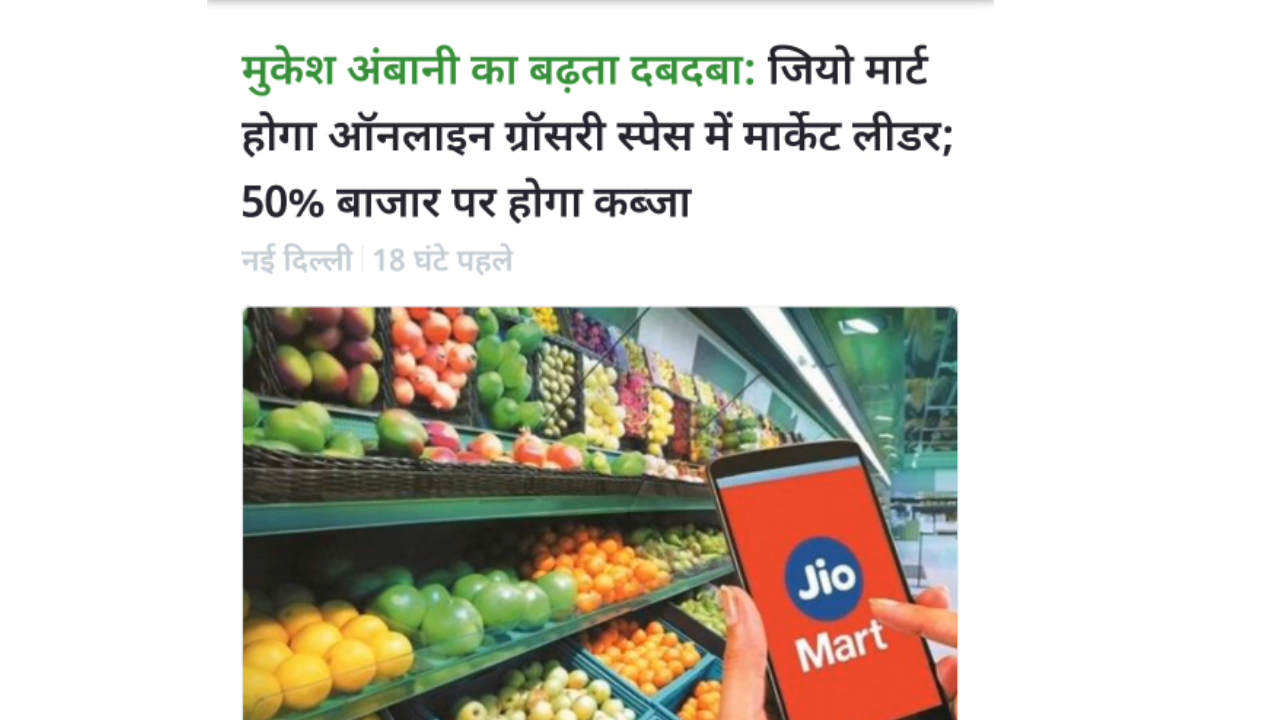 मुकेश अंबानी का बढ़ता दबदबा: जियो मार्ट
होगा ऑनलाइन ग्रॉसरी स्पेस में मार्केट लीडर;
50% बाजार पर होगा कब्जा
नई दिल्ली 18 घंटे पहले
Jio
Mart